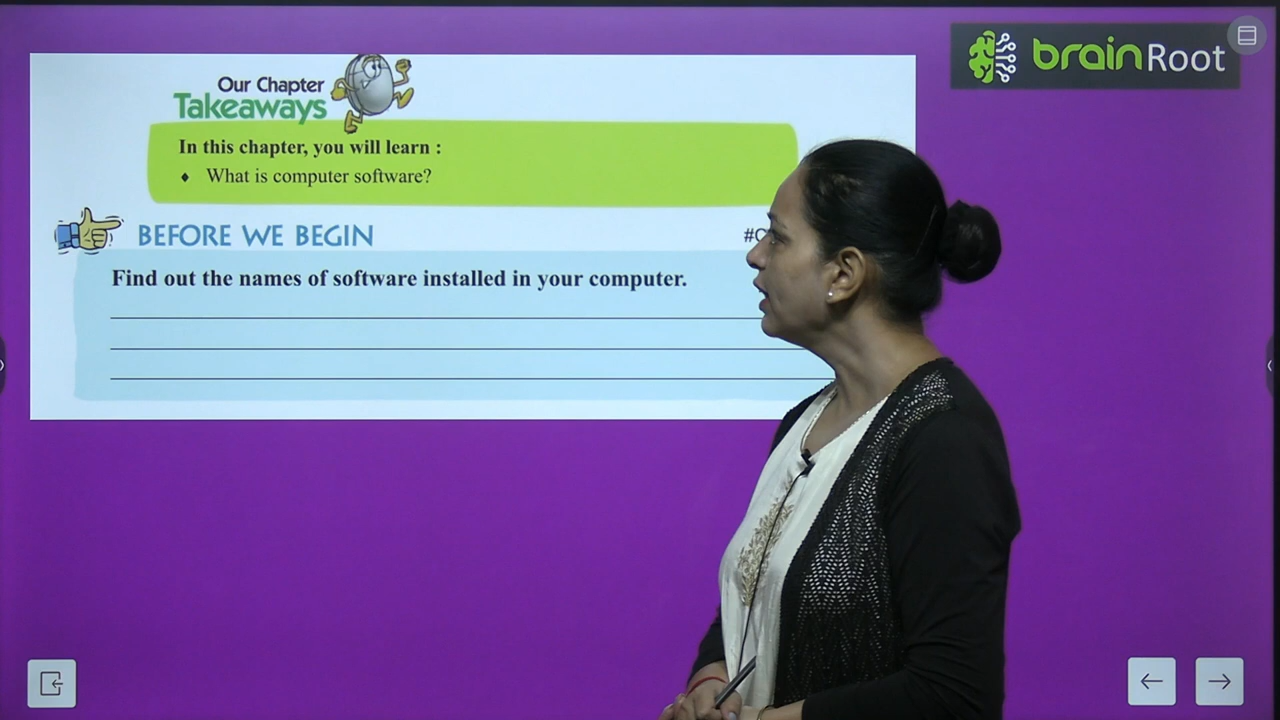 Our Chapter
Takeaways
brainRoot
In this chapter, you will learn :
♦ What is computer software?
BEFORE WE BEGIN
Find out the names of software installed in your computer.